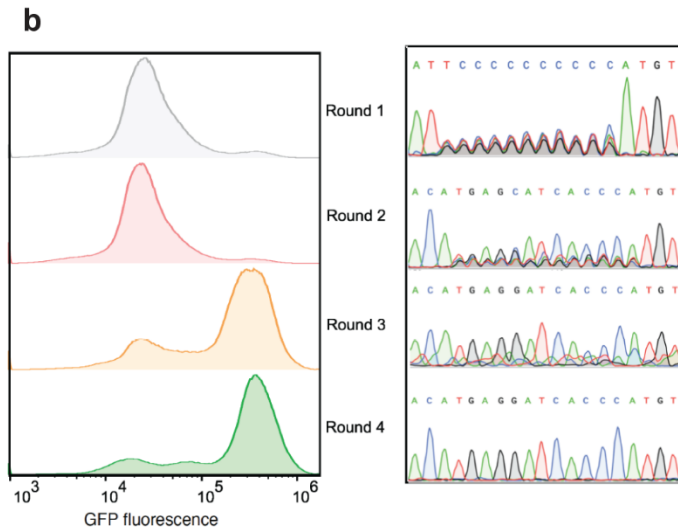 b
A T T C C C C C C C C C C A T G T
Round 1
A C A T G A G C A T C A C C C A T G T
Round 2
A C A T G A G G A T C A C C C A T G T
Round 3
A C A T G A G G A T C A C C C A T G T
Round 4
10³ 10⁴ 10⁵ 10⁶
GFP fluorescence